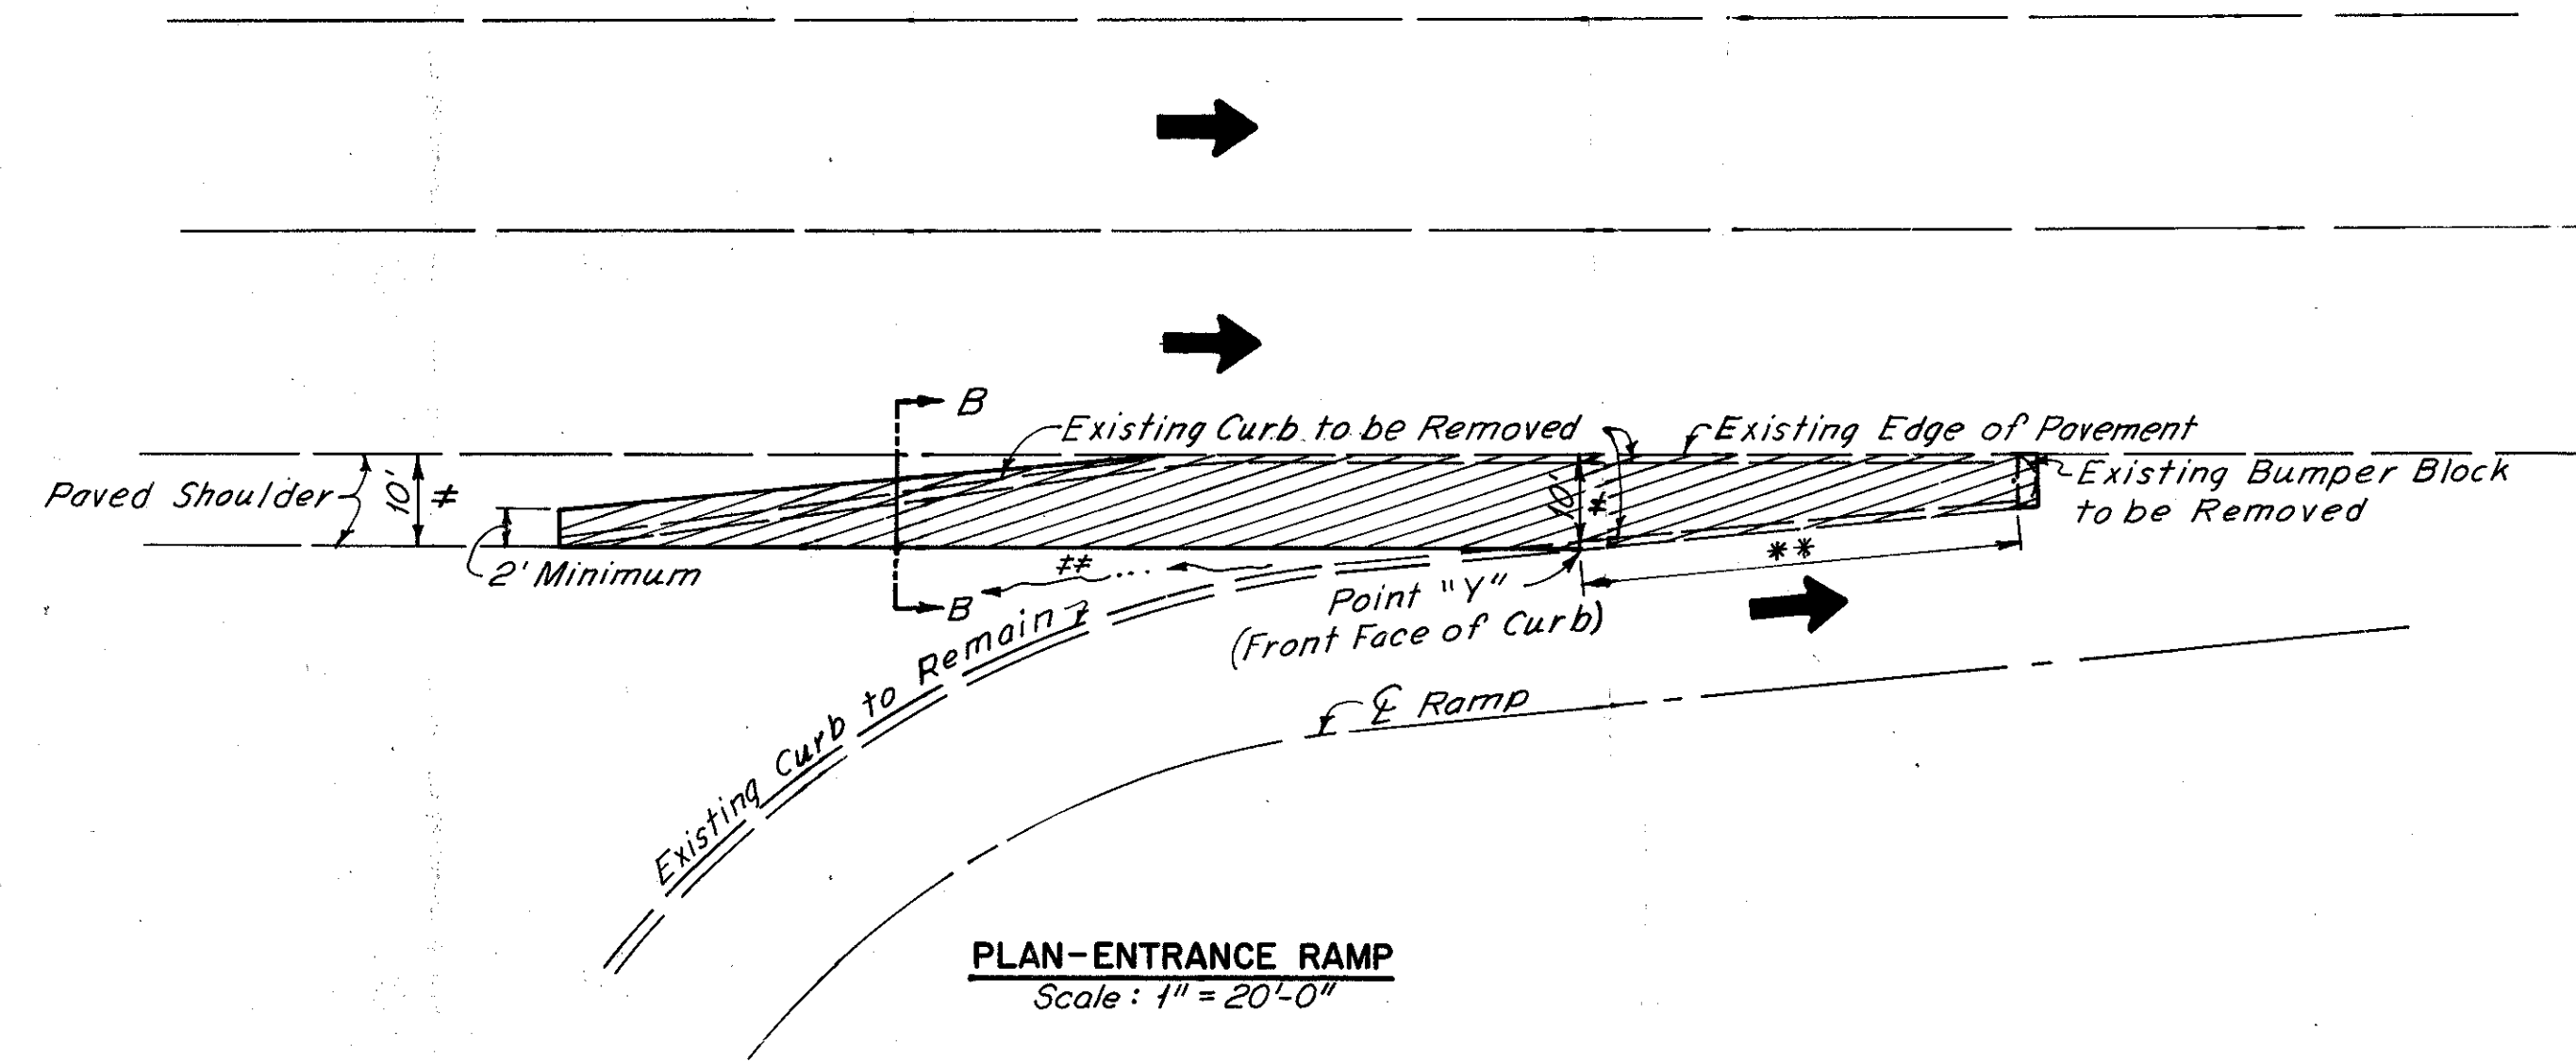 B
Existing Curb to be Removed
Existing Edge of Pavement
Paved Shoulder
10'
≠
10'
≠
Existing Bumper Block
to be Removed
2' Minimum
≠≠
**
B
Point "Y"
(Front Face of Curb)
Existing Curb to Remain
℄ Ramp
PLAN-ENTRANCE RAMP
Scale: 1" = 20'-0"